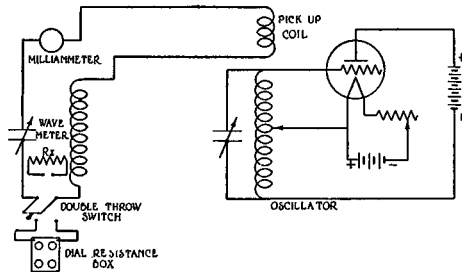 PICK UP
COIL
MILLIAMMETER
WAVE
METER
Rx
DOUBLE THROW
SWITCH
OSCILLATOR
DIAL RESISTANCE
BOX
+
-
+
-